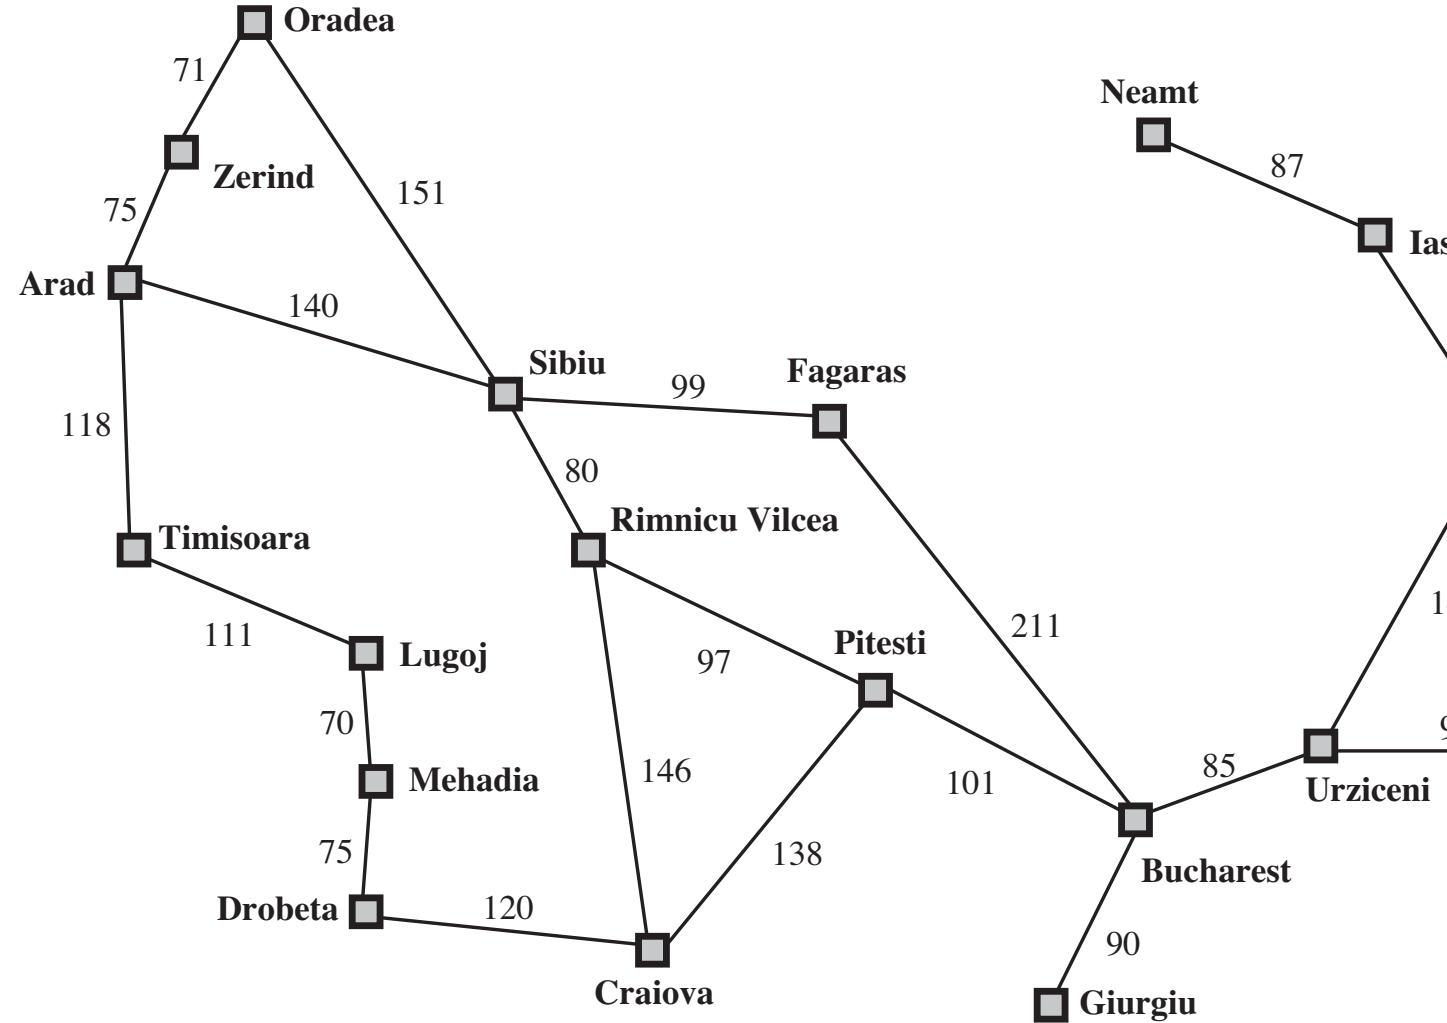 Oradea
71
Neamt
87
Zerind
151
75
Ias
Arad
140
Sibiu
Fagaras
99
118
80
Rimnicu Vilcea
Timisoara
211
111
Lugoj
97
Pitesti
70
Mehadia
146
101
85
Urziceni
75
138
Bucharest
Drobeta
120
90
Craiova
Giurgiu